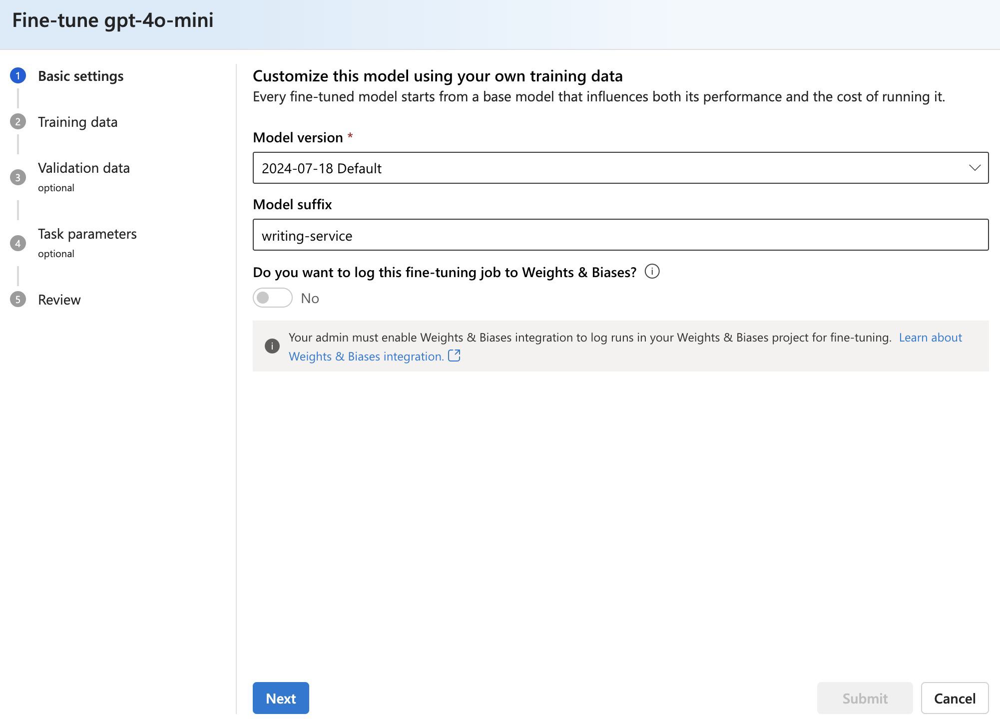 Fine-tune gpt-4o-mini
1 Basic settings
2 Training data
3 Validation data
optional
4 Task parameters
optional
5 Review
Customize this model using your own training data
Every fine-tuned model starts from a base model that influences both its performance and the cost of running it.
Model version *
2024-07-18 Default
Model suffix
writing-service
Do you want to log this fine-tuning job to Weights & Biases?
No
Your admin must enable Weights & Biases integration to log runs in your Weights & Biases project for fine-tuning. Learn about
Weights & Biases integration.
Next
Submit
Cancel